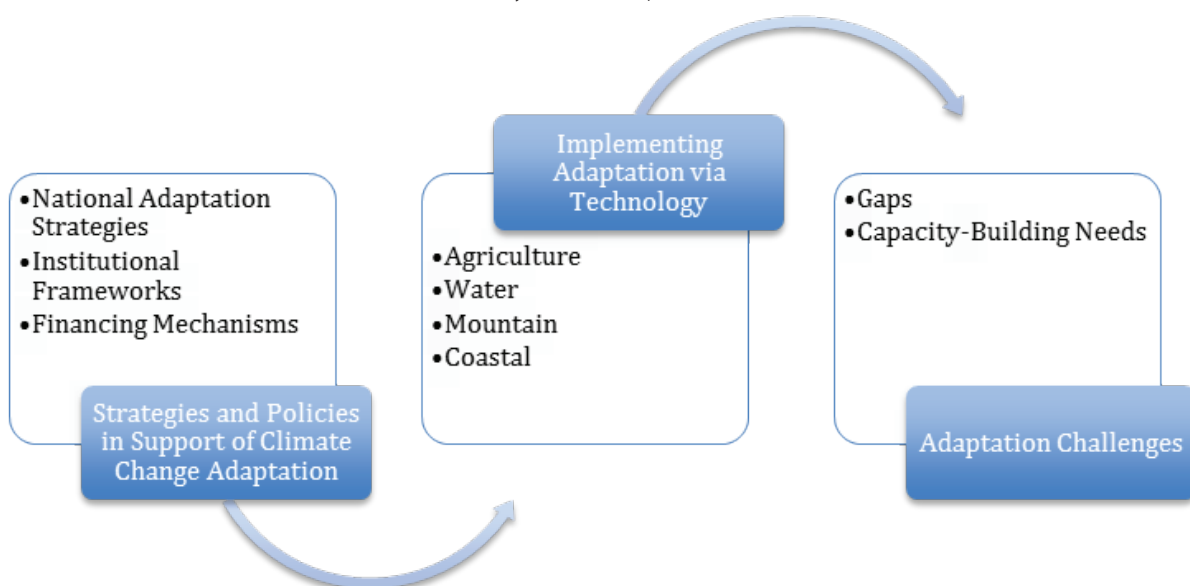 •National Adaptation
Strategies
•Institutional
Frameworks
•Financing Mechanisms
Strategies and Policies
in Support of Climate
Change Adaptation
Implementing
Adaptation via
Technology
•Agriculture
•Water
•Mountain
•Coastal
•Gaps
•Capacity-Building Needs
Adaptation Challenges